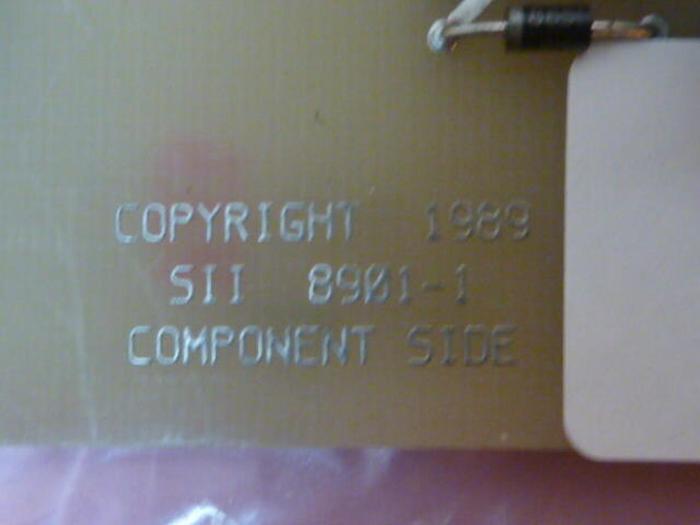 COPYRIGHT 1989
SII 8901-1
COMPONENT SIDE